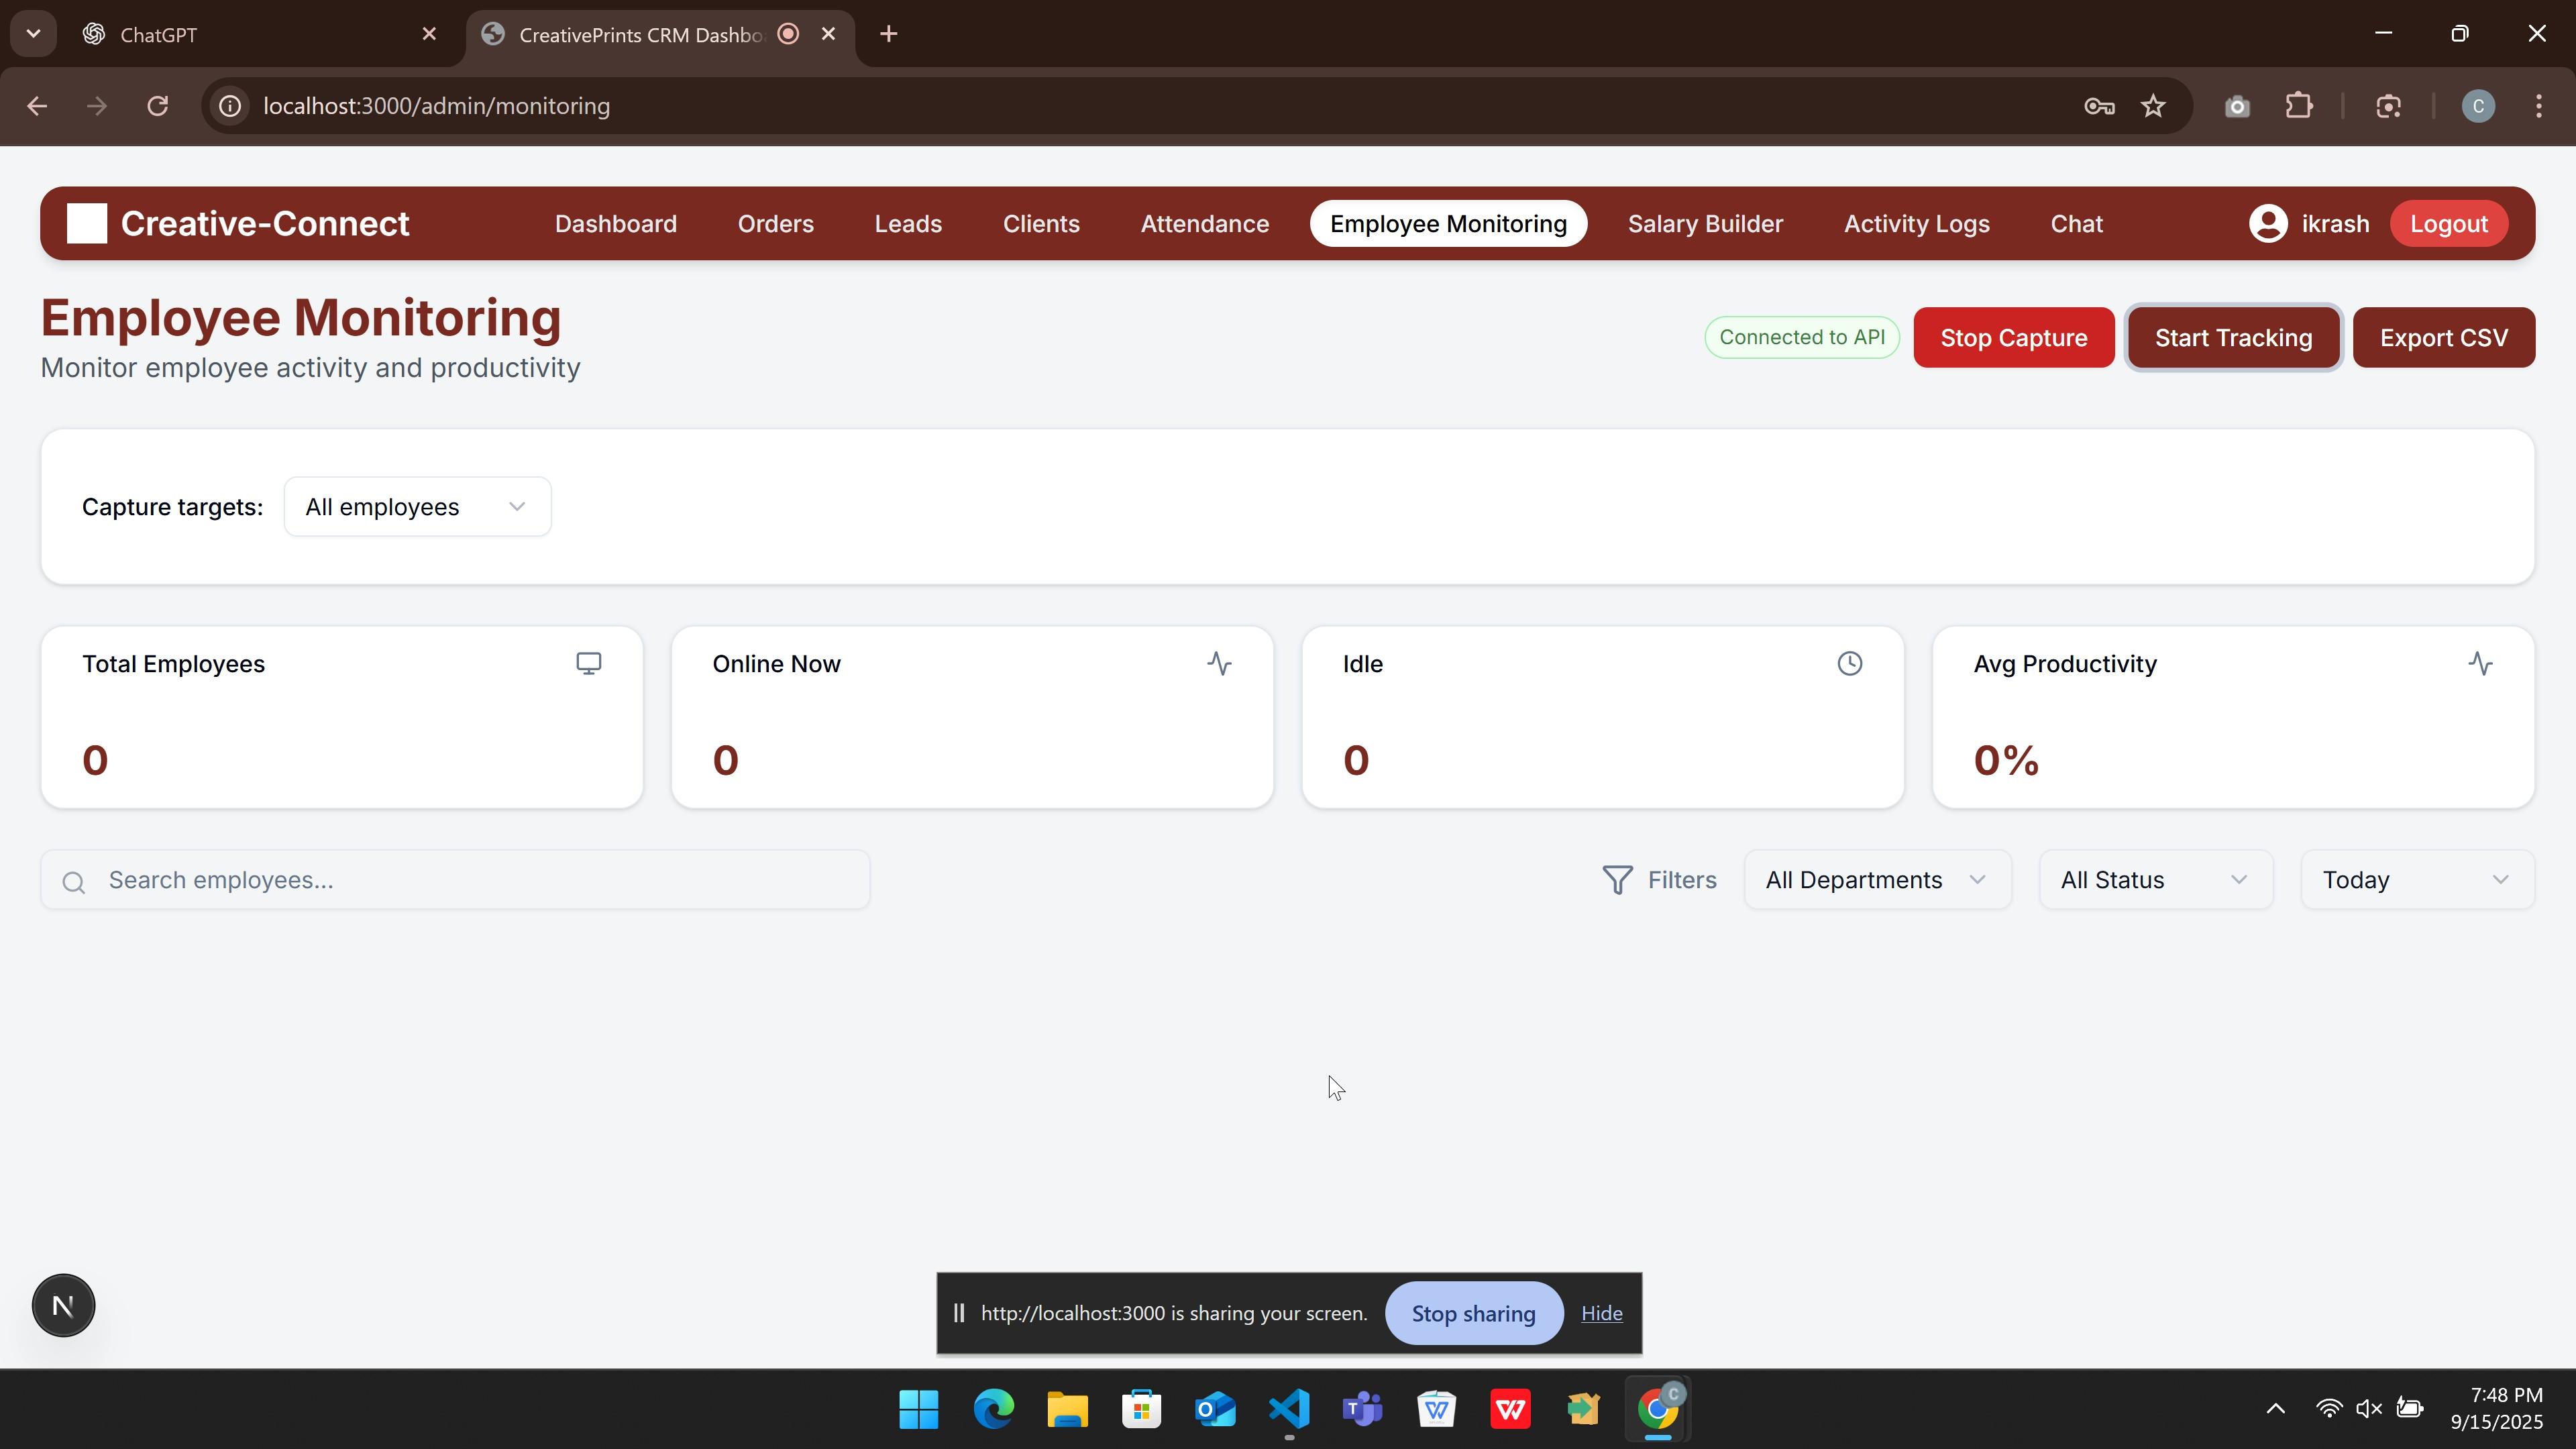 ChatGPT
CreativePrints CRM Dashbo
localhost:3000/admin/monitoring
C
Creative-Connect
Dashboard
Orders
Leads
Clients
Attendance
Employee Monitoring
Salary Builder
Activity Logs
Chat
ikrash
Logout
Employee Monitoring
Monitor employee activity and productivity
Connected to API
Stop Capture
Start Tracking
Export CSV
Capture targets:
All employees
Total Employees
Online Now
Idle
Avg Productivity
0
0
0
0%
Search employees...
Filters
All Departments
All Status
Today
N
http://localhost:3000 is sharing your screen.
Stop sharing
Hide
C
7:48 PM
9/15/2025